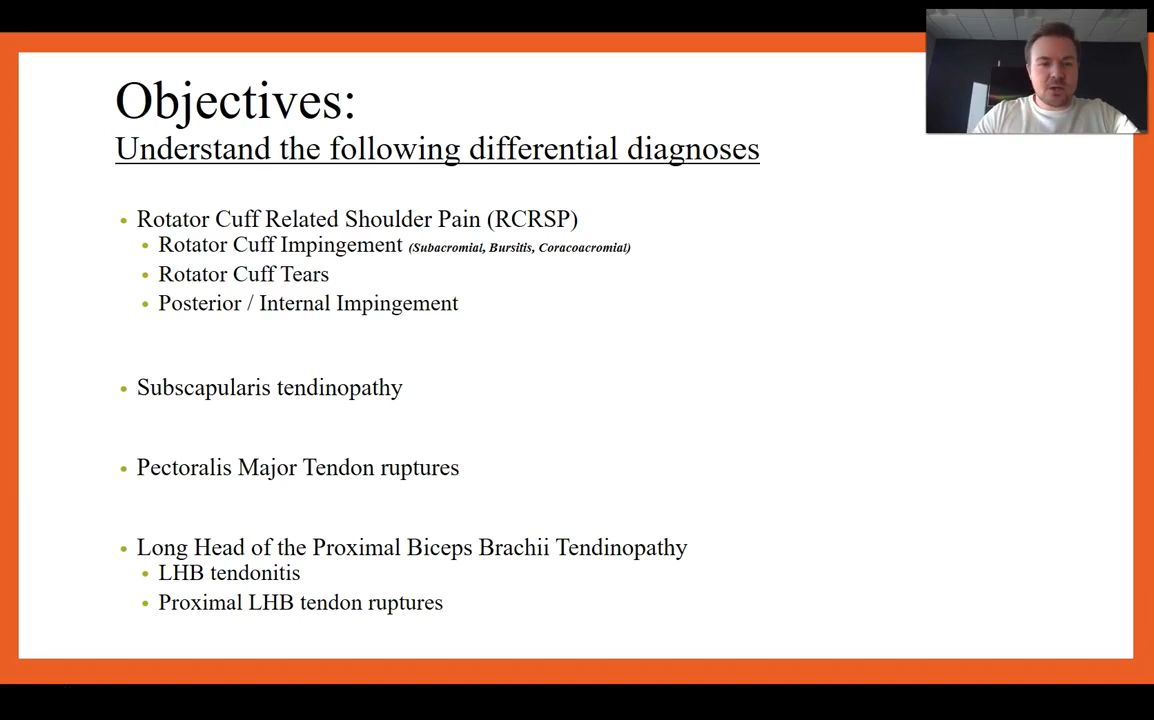 Objectives:
Understand the following differential diagnoses
• Rotator Cuff Related Shoulder Pain (RCRSP)
• Rotator Cuff Impingement (Subacromial, Bursitis, Coracoacromial)
• Rotator Cuff Tears
• Posterior / Internal Impingement
• Subscapularis tendinopathy
• Pectoralis Major Tendon ruptures
• Long Head of the Proximal Biceps Brachii Tendinopathy
• LHB tendonitis
• Proximal LHB tendon ruptures